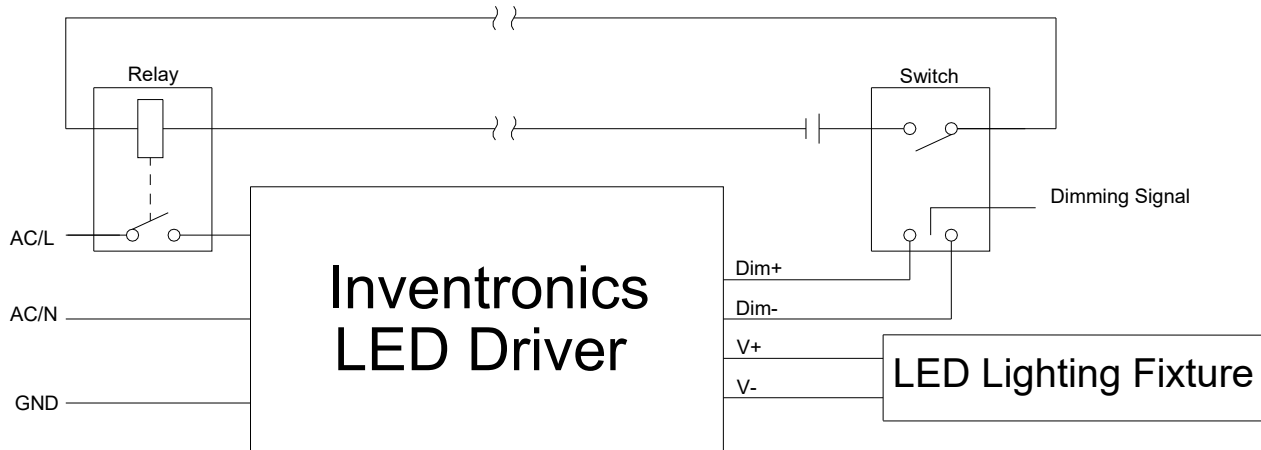 Relay
Switch
Dimming Signal
AC/L
AC/N
GND
Inventronics
LED Driver
Dim+
Dim-
V+
V-
LED Lighting Fixture